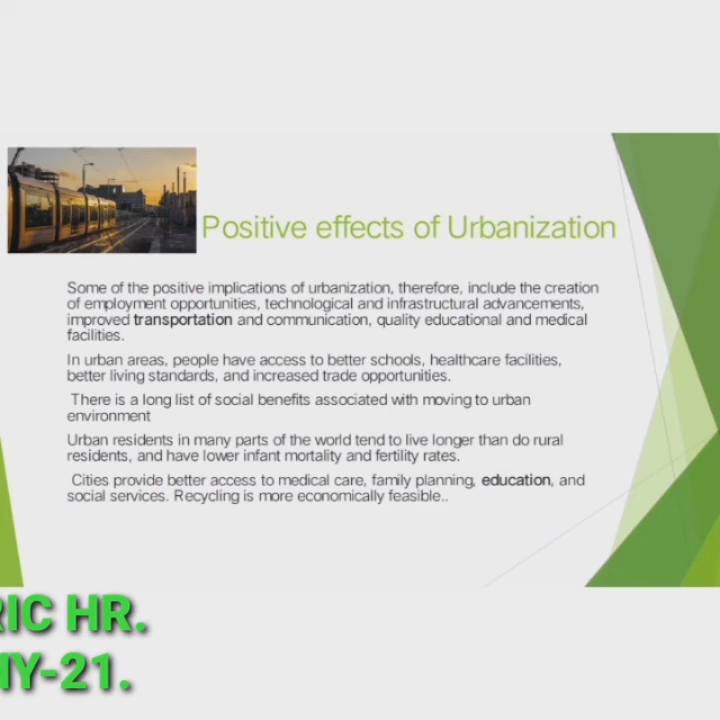 Positive effects of Urbanization
Some of the positive implications of urbanization, therefore, include the creation
of employment opportunities, technological and infrastructural advancements,
improved transportation and communication, quality educational and medical
facilities.
In urban areas, people have access to better schools, healthcare facilities,
better living standards, and increased trade opportunities.
There is a long list of social benefits associated with moving to urban
environment
Urban residents in many parts of the world tend to live longer than do rural
residents, and have lower infant mortality and fertility rates.
Cities provide better access to medical care, family planning, education, and
social services. Recycling is more economically feasible..
RIC HR.
HY-21.